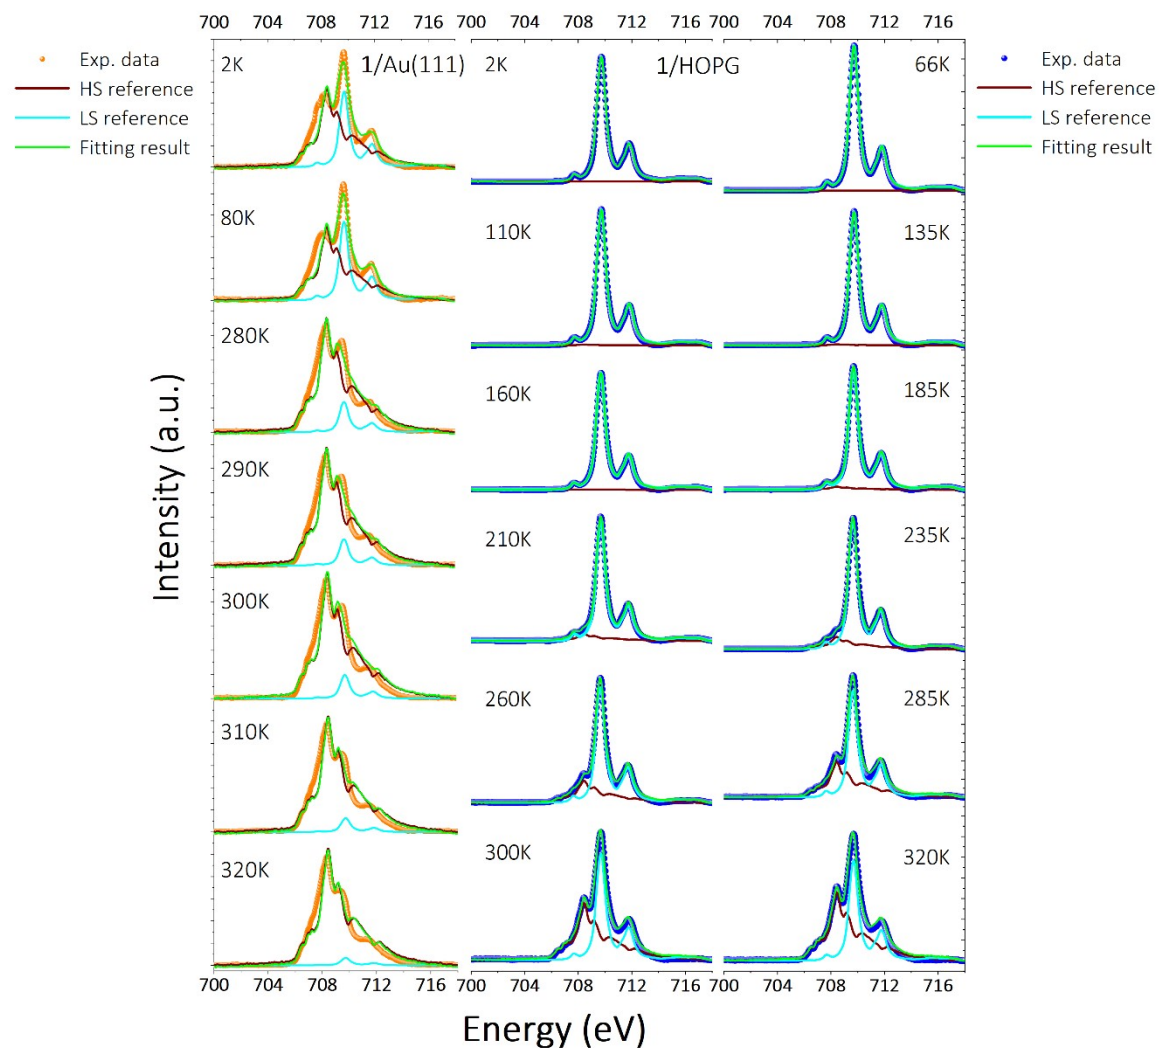 700 704 708 712 716 700 704 708 712 716 700 704 708 712 716
Exp. data
HS reference
LS reference
Fitting result
2K 1/Au(111)
80K
280K
290K
300K
310K
320K
2K 1/HOPG 66K
110K 135K
160K 185K
210K 235K
260K 285K
300K 320K
Exp. data
HS reference
LS reference
Fitting result
Intensity (a.u.)
700 708 712 716 700 704 708 712 716 700 704 708 712 716
Energy (eV)